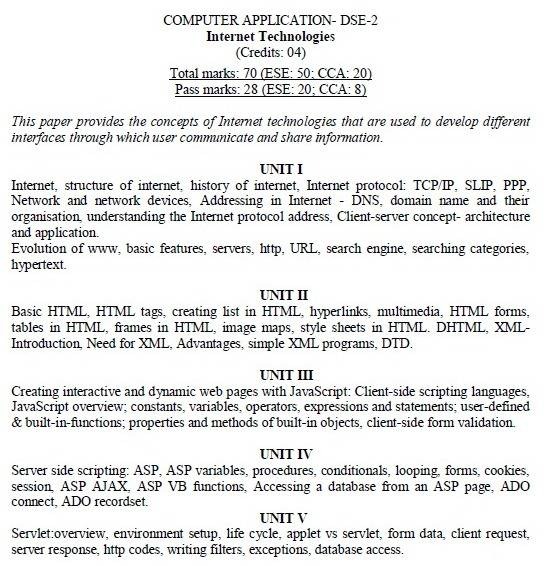 COMPUTER APPLICATION- DSE-2
Internet Technologies
(Credits: 04)
Total marks: 70 (ESE: 50; CCA: 20)
Pass marks: 28 (ESE: 20; CCA: 8)
This paper provides the concepts of Internet technologies that are used to develop different
interfaces through which user communicate and share information.
UNIT I
Internet, structure of internet, history of internet, Internet protocol: TCP/IP, SLIP, PPP,
Network and network devices, Addressing in Internet - DNS, domain name and their
organisation, understanding the Internet protocol address, Client-server concept- architecture
and application.
Evolution of www, basic features, servers, http, URL, search engine, searching categories,
hypertext.
UNIT II
Basic HTML, HTML tags, creating list in HTML, hyperlinks, multimedia, HTML forms,
tables in HTML, frames in HTML, image maps, style sheets in HTML. DHTML, XML-
Introduction, Need for XML, Advantages, simple XML programs, DTD.
UNIT III
Creating interactive and dynamic web pages with JavaScript: Client-side scripting languages,
JavaScript overview; constants, variables, operators, expressions and statements; user-defined
& built-in-functions; properties and methods of built-in objects, client-side form validation.
UNIT IV
Server side scripting: ASP, ASP variables, procedures, conditionals, looping, forms, cookies,
session, ASP AJAX, ASP VB functions, Accessing a database from an ASP page, ADO
connect, ADO recordset.
UNIT V
Servlet:overview, environment setup, life cycle, applet vs servlet, form data, client request,
server response, http codes, writing filters, exceptions, database access.